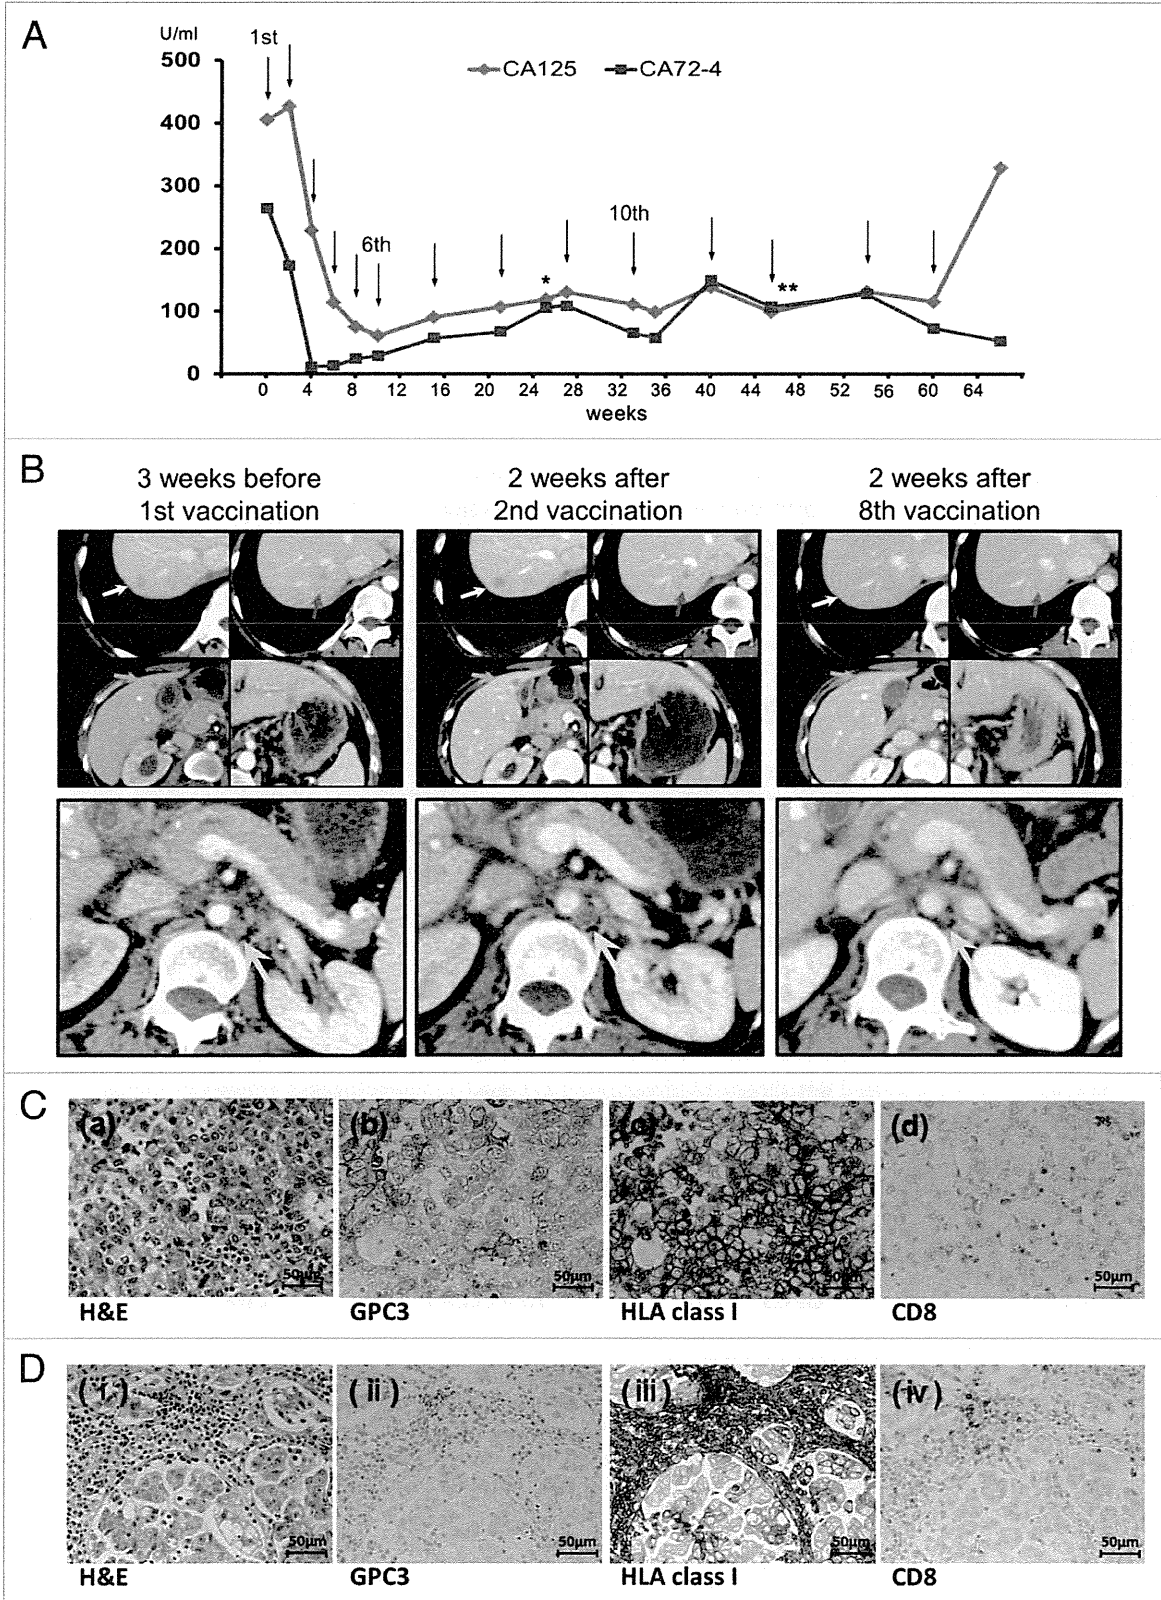 A
U/ml
1st
CA125
CA72-4
500
400
300
200
100
0
6th
10th
*
**
0 4 8 12 16 20 24 28 32 36 40 44 48 52 56 60 64
weeks
B
3 weeks before
1st vaccination
2 weeks after
2nd vaccination
2 weeks after
8th vaccination
C
(a)
(b)
(c)
(d)
50μm
50μm
50μm
50μm
H&E
GPC3
HLA class I
CD8
D
(i)
(ii)
(iii)
(iv)
50μm
50μm
50μm
50μm
H&E
GPC3
HLA class I
CD8